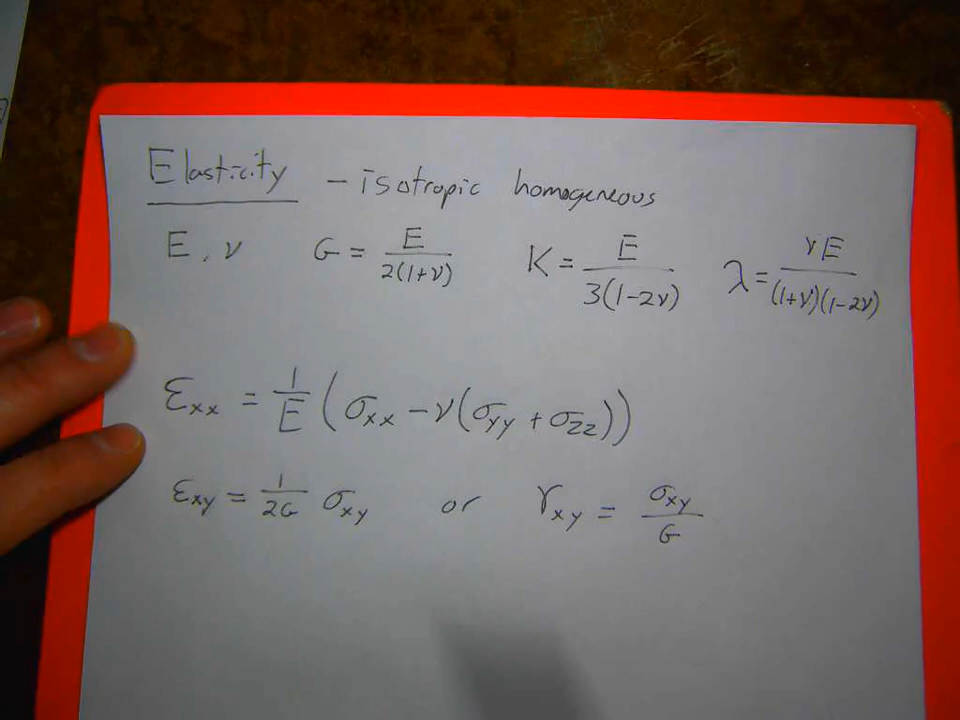 Elasticity - isotropic homogeneous
E, ν G = E/2(1+ν) K = E/3(1-2ν) λ = νE/(1+ν)(1-2ν)
εxx = 1/E (σxx - ν(σyy + σzz))
εxy = 1/2G σxy or γxy = σxy/G